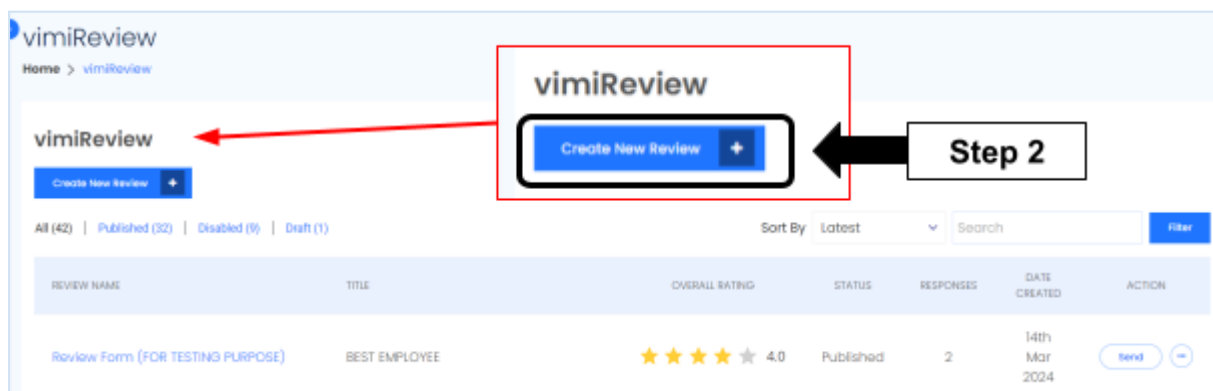 vimiReview
Home > vimiReview
vimiReview
Create New Review +
Step 2
vimiReview
Create New Review +
All (42) | Published (32) | Disabled (9) | Draft (1)
Sort By Latest Search Filter
REVIEW NAME TITLE OVERALL RATING STATUS RESPONSES DATE CREATED ACTION
Review Form (FOR TESTING PURPOSE) BEST EMPLOYEE 4.0 Published 2 14th Mar 2024 Send